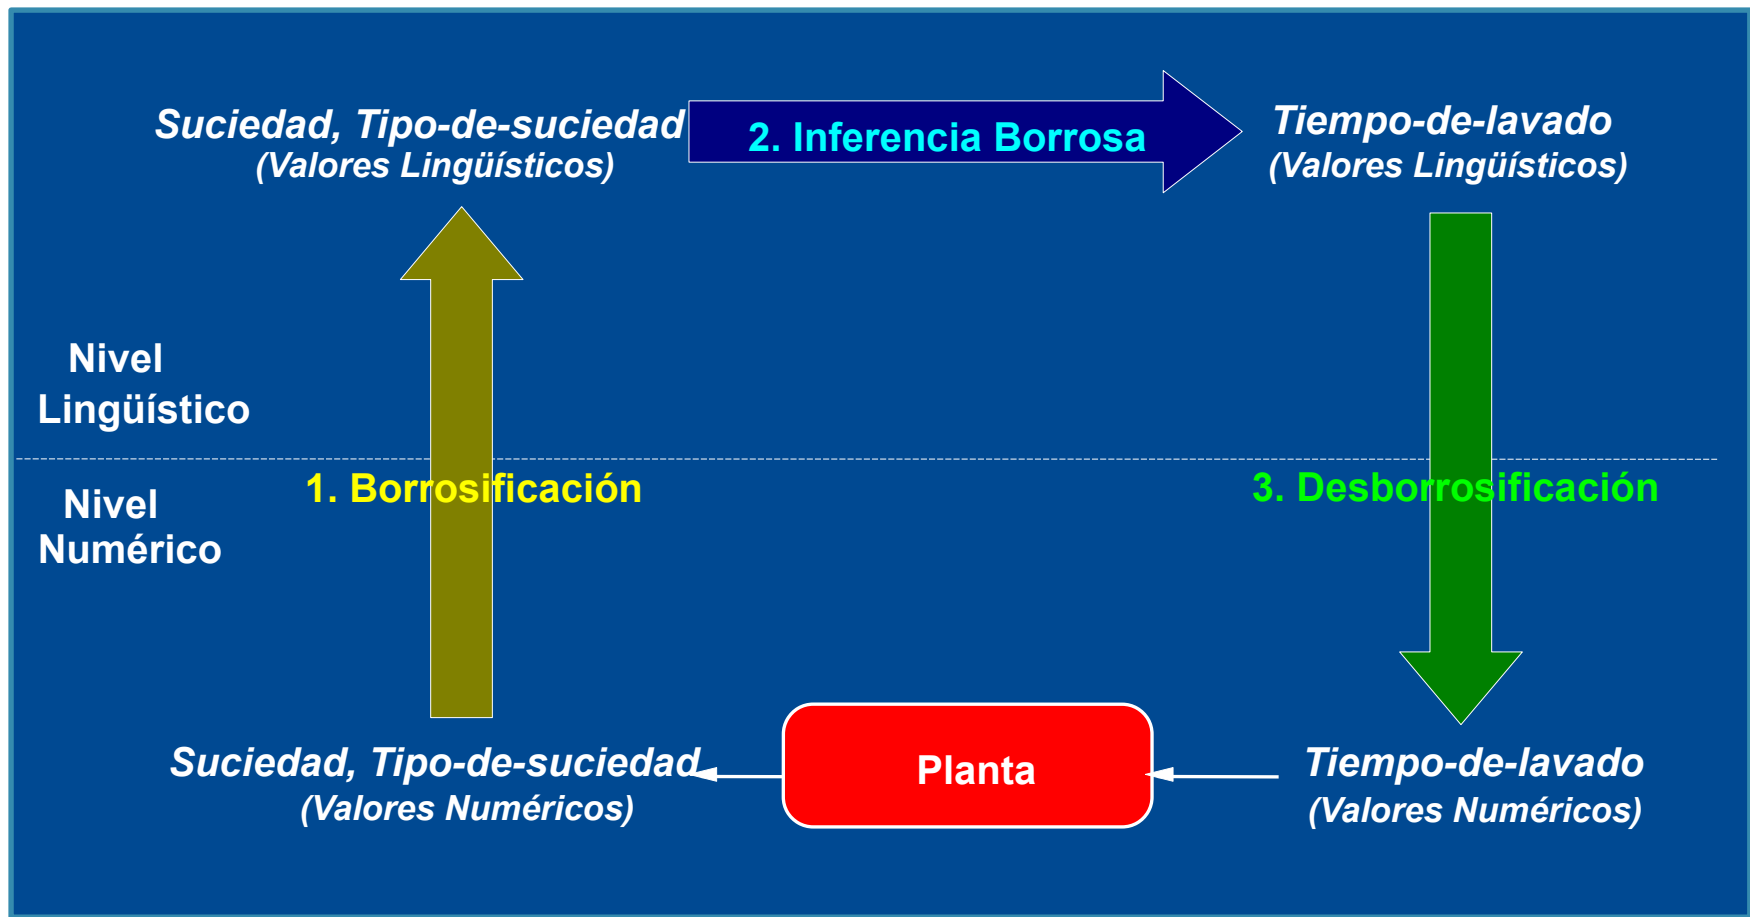 Suciedad, Tipo-de-suciedad
(Valores Lingüísticos)
2. Inferencia Borrosa
Tiempo-de-lavado
(Valores Lingüísticos)
Nivel
Lingüístico
Nivel
Numérico
1. Borrosificación
3. Desborrosificación
Suciedad, Tipo-de-suciedad
(Valores Numéricos)
Planta
Tiempo-de-lavado
(Valores Numéricos)